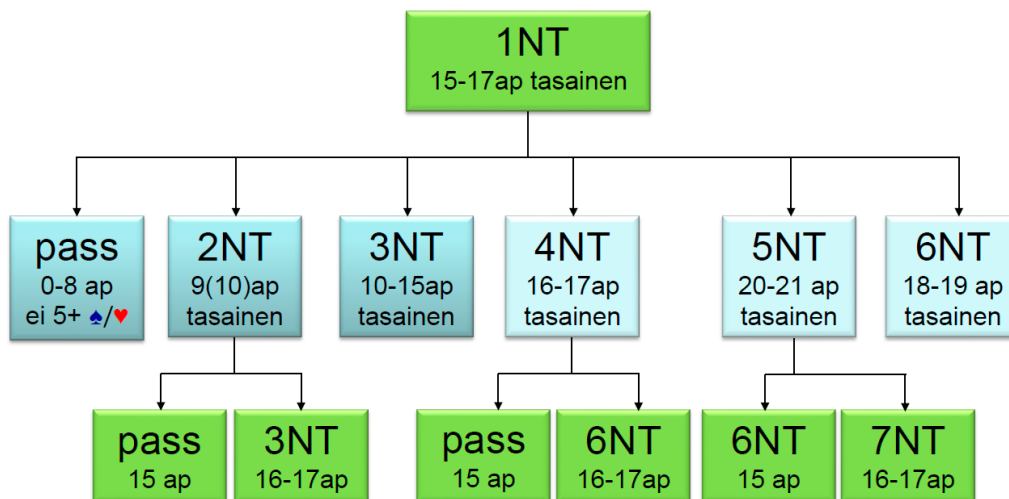 1NT
15-17ap tasainen
pass
0-8 ap
ei 5+ ♠/♥
2NT
9(10)ap
tasainen
3NT
10-15ap
tasainen
4NT
16-17ap
tasainen
5NT
20-21 ap
tasainen
6NT
18-19 ap
tasainen
pass
15 ap
3NT
16-17ap
pass
15 ap
6NT
16-17ap
6NT
15 ap
7NT
16-17ap